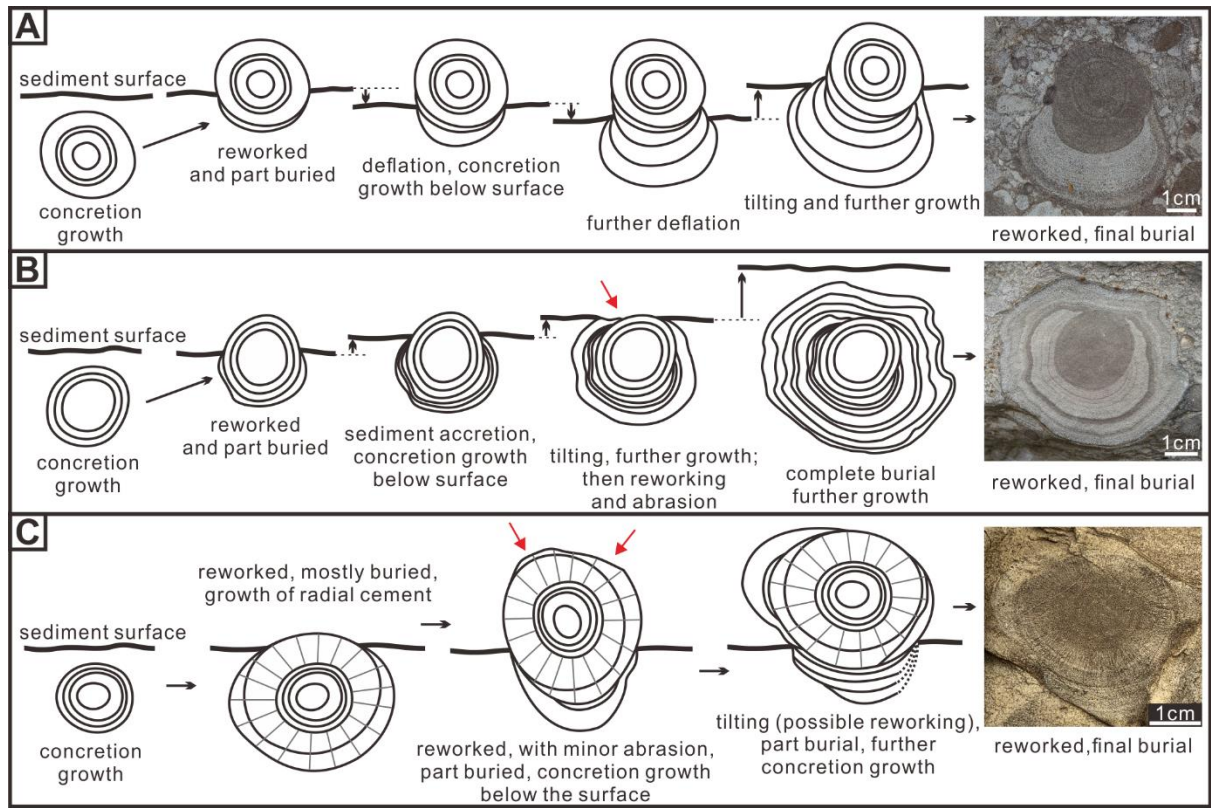 A
sediment surface
concretion
growth
reworked
and part buried
deflation, concretion
growth below surface
further deflation
tilting and further growth
1cm
reworked, final burial
B
sediment surface
concretion
growth
reworked
and part buried
sediment accretion,
concretion growth
below surface
tilting, further growth;
then reworking
and abrasion
complete burial
further growth
1cm
reworked, final burial
C
sediment surface
concretion
growth
reworked, mostly buried,
growth of radial cement
reworked, with minor abrasion,
part buried, concretion growth
below the surface
tilting (possible reworking),
part burial, further
concretion growth
1cm
reworked,final burial